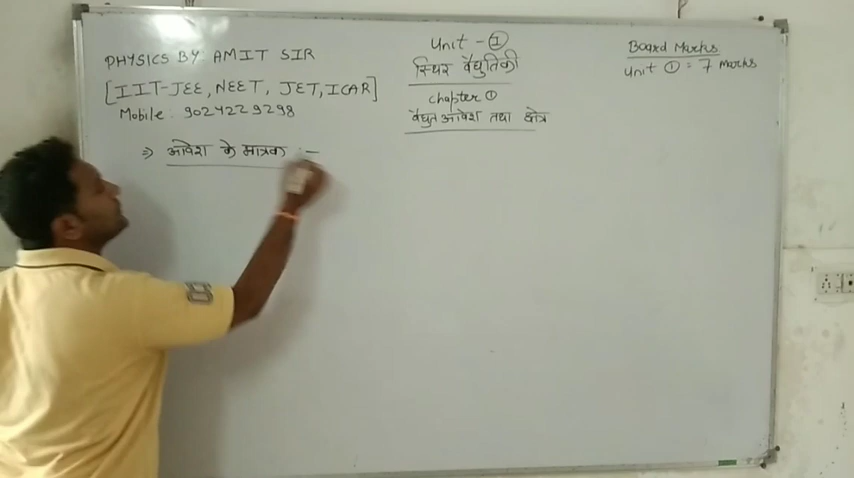 PHYSICS BY AMIT SIR
[IIT-JEE, NEET, JET, ICAR]
Mobile: 9024229298
Unit - ①
स्थिर वैद्युतिकी
Chapter ①
वैद्युत आवेश तथा क्षेत्र
Board Marks
Unit ① = 7 Marks
⇒ आवेश के मात्रक :-